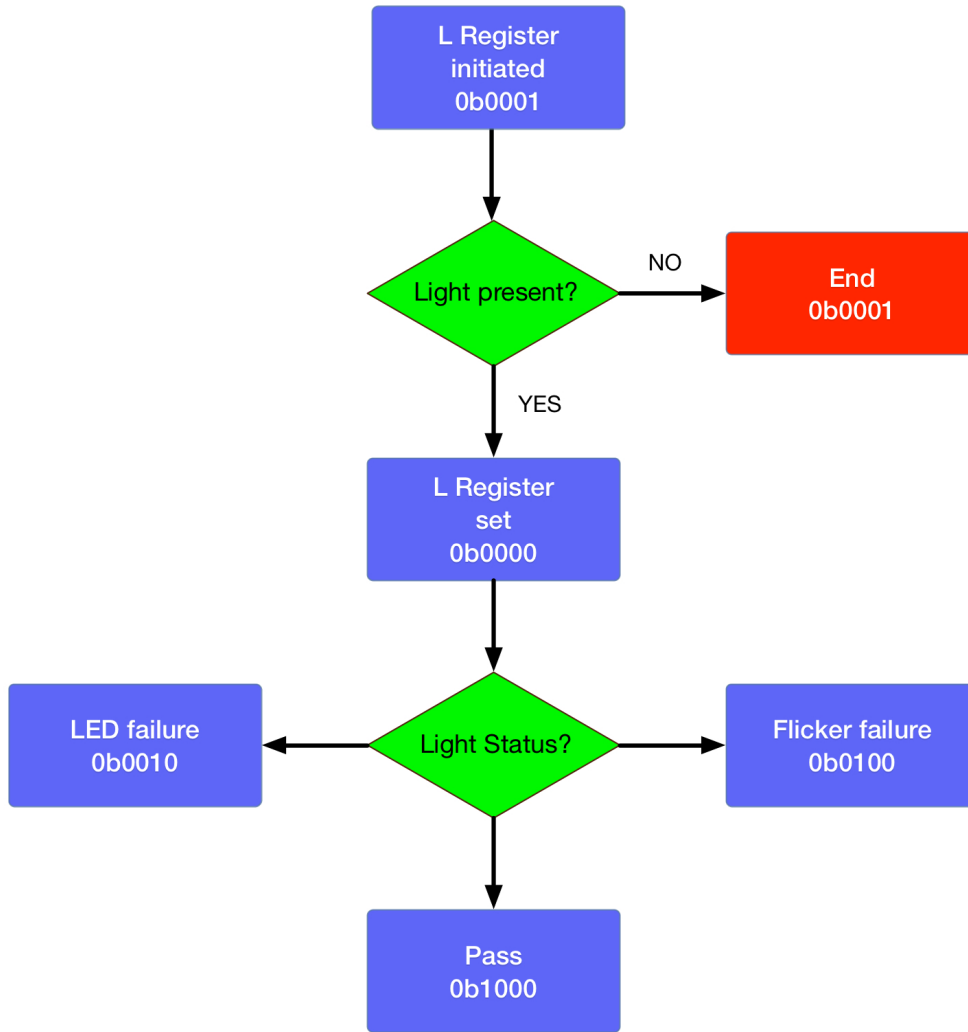 L Register
initiated
0b0001
Light present?
NO
End
0b0001
YES
L Register
set
0b0000
LED failure
0b0010
Light Status?
Flicker failure
0b0100
Pass
0b1000